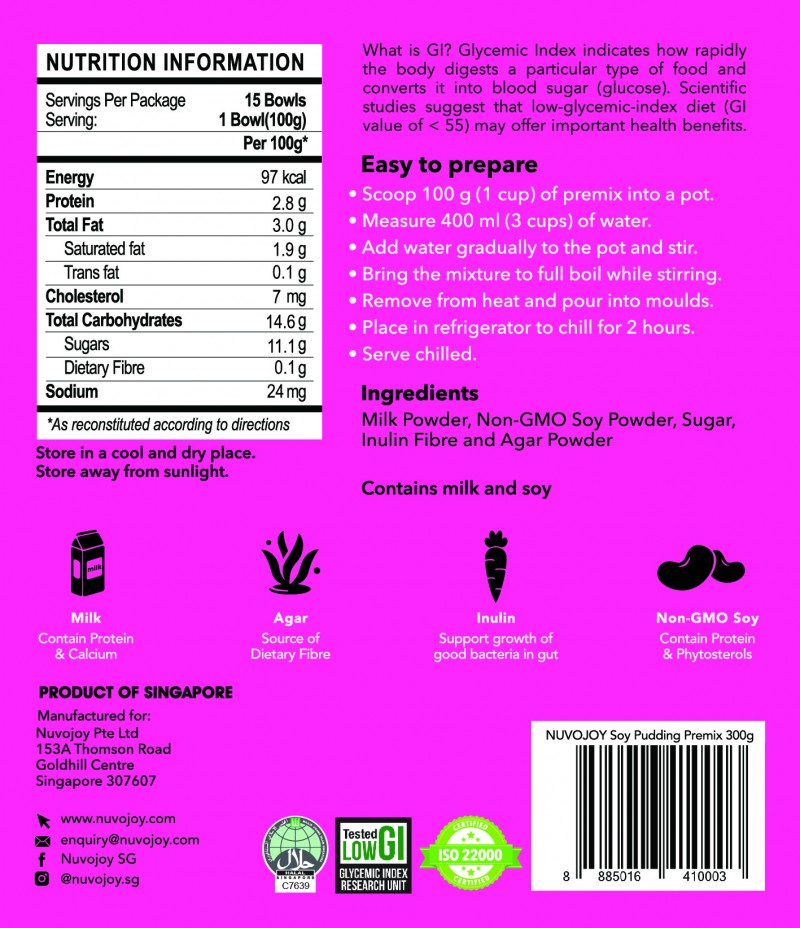 NUTRITION INFORMATION
Servings Per Package 15 Bowls
Serving: 1 Bowl(100g)
Per 100g*
Energy 97 kcal
Protein 2.8 g
Total Fat 3.0 g
Saturated fat 1.9 g
Trans fat 0.1 g
Cholesterol 7 mg
Total Carbohydrates 14.6 g
Sugars 11.1 g
Dietary Fibre 0.1 g
Sodium 24 mg
*As reconstituted according to directions
Store in a cool and dry place.
Store away from sunlight.
What is GI? Glycemic Index indicates how rapidly
the body digests a particular type of food and
converts it into blood sugar (glucose). Scientific
studies suggest that low-glycemic-index diet (GI
value of < 55) may offer important health benefits.
Easy to prepare
• Scoop 100 g (1 cup) of premix into a pot.
• Measure 400 ml (3 cups) of water.
• Add water gradually to the pot and stir.
• Bring the mixture to full boil while stirring.
• Remove from heat and pour into moulds.
• Place in refrigerator to chill for 2 hours.
• Serve chilled.
Ingredients
Milk Powder, Non-GMO Soy Powder, Sugar,
Inulin Fibre and Agar Powder
Contains milk and soy
milk
Milk
Contain Protein
& Calcium
Agar
Source of
Dietary Fibre
Inulin
Support growth of
good bacteria in gut
Non-GMO Soy
Contain Protein
& Phytosterols
PRODUCT OF SINGAPORE
Manufactured for:
Nuvojoy Pte Ltd
153A Thomson Road
Goldhill Centre
Singapore 307607
www.nuvojoy.com
enquiry@nuvojoy.com
Nuvojoy SG
@nuvojoy.sg
حلال
HALAL
SINGAPORE
C7639
Tested
LOW GI
GLYCEMIC INDEX
RESEARCH UNIT
CERTIFIED
ISO 22000
CERTIFIED
NUVOJOY Soy Pudding Premix 300g
8 885016 410003